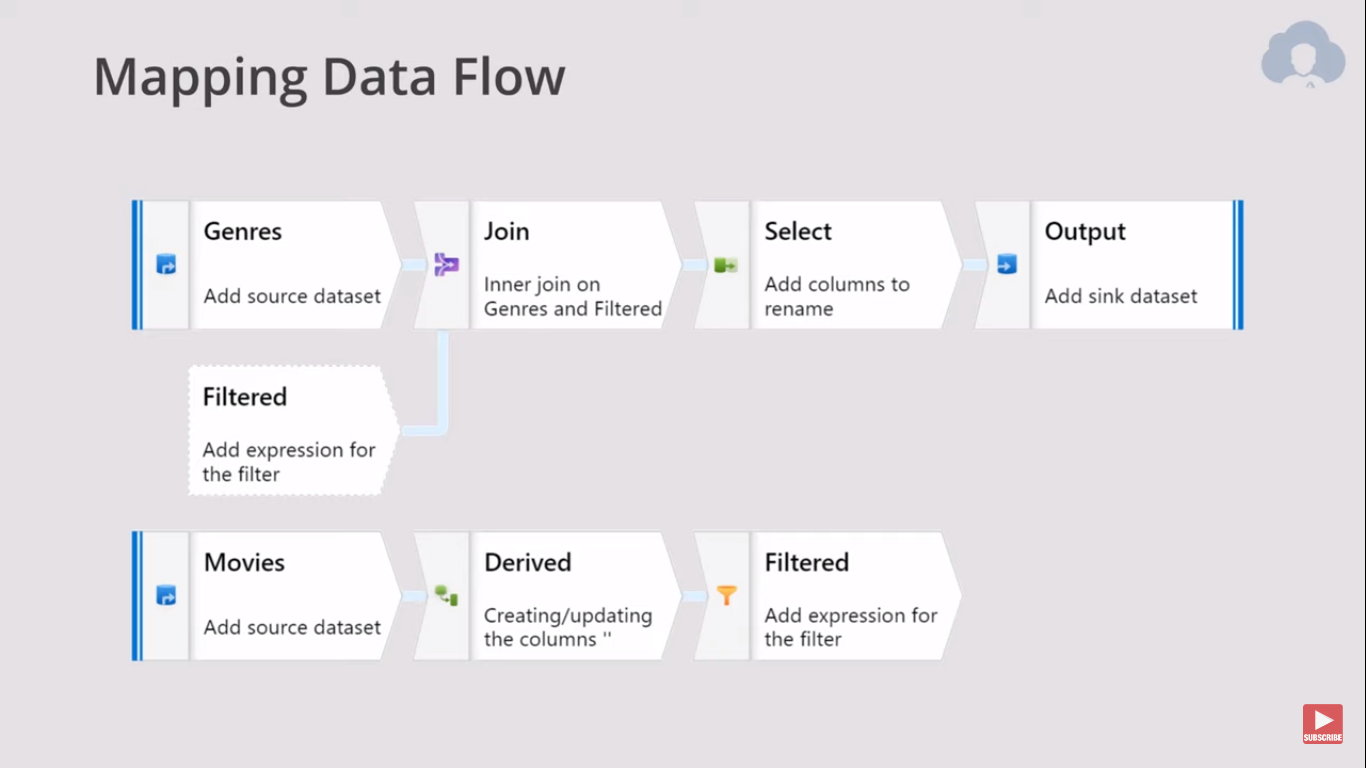 Mapping Data Flow
Genres
Add source dataset
Join
Inner join on
Genres and Filtered
Select
Add columns to
rename
Output
Add sink dataset
Filtered
Add expression for
the filter
Movies
Add source dataset
Derived
Creating/updating
the columns ''
Filtered
Add expression for
the filter
SUBSCRIBE